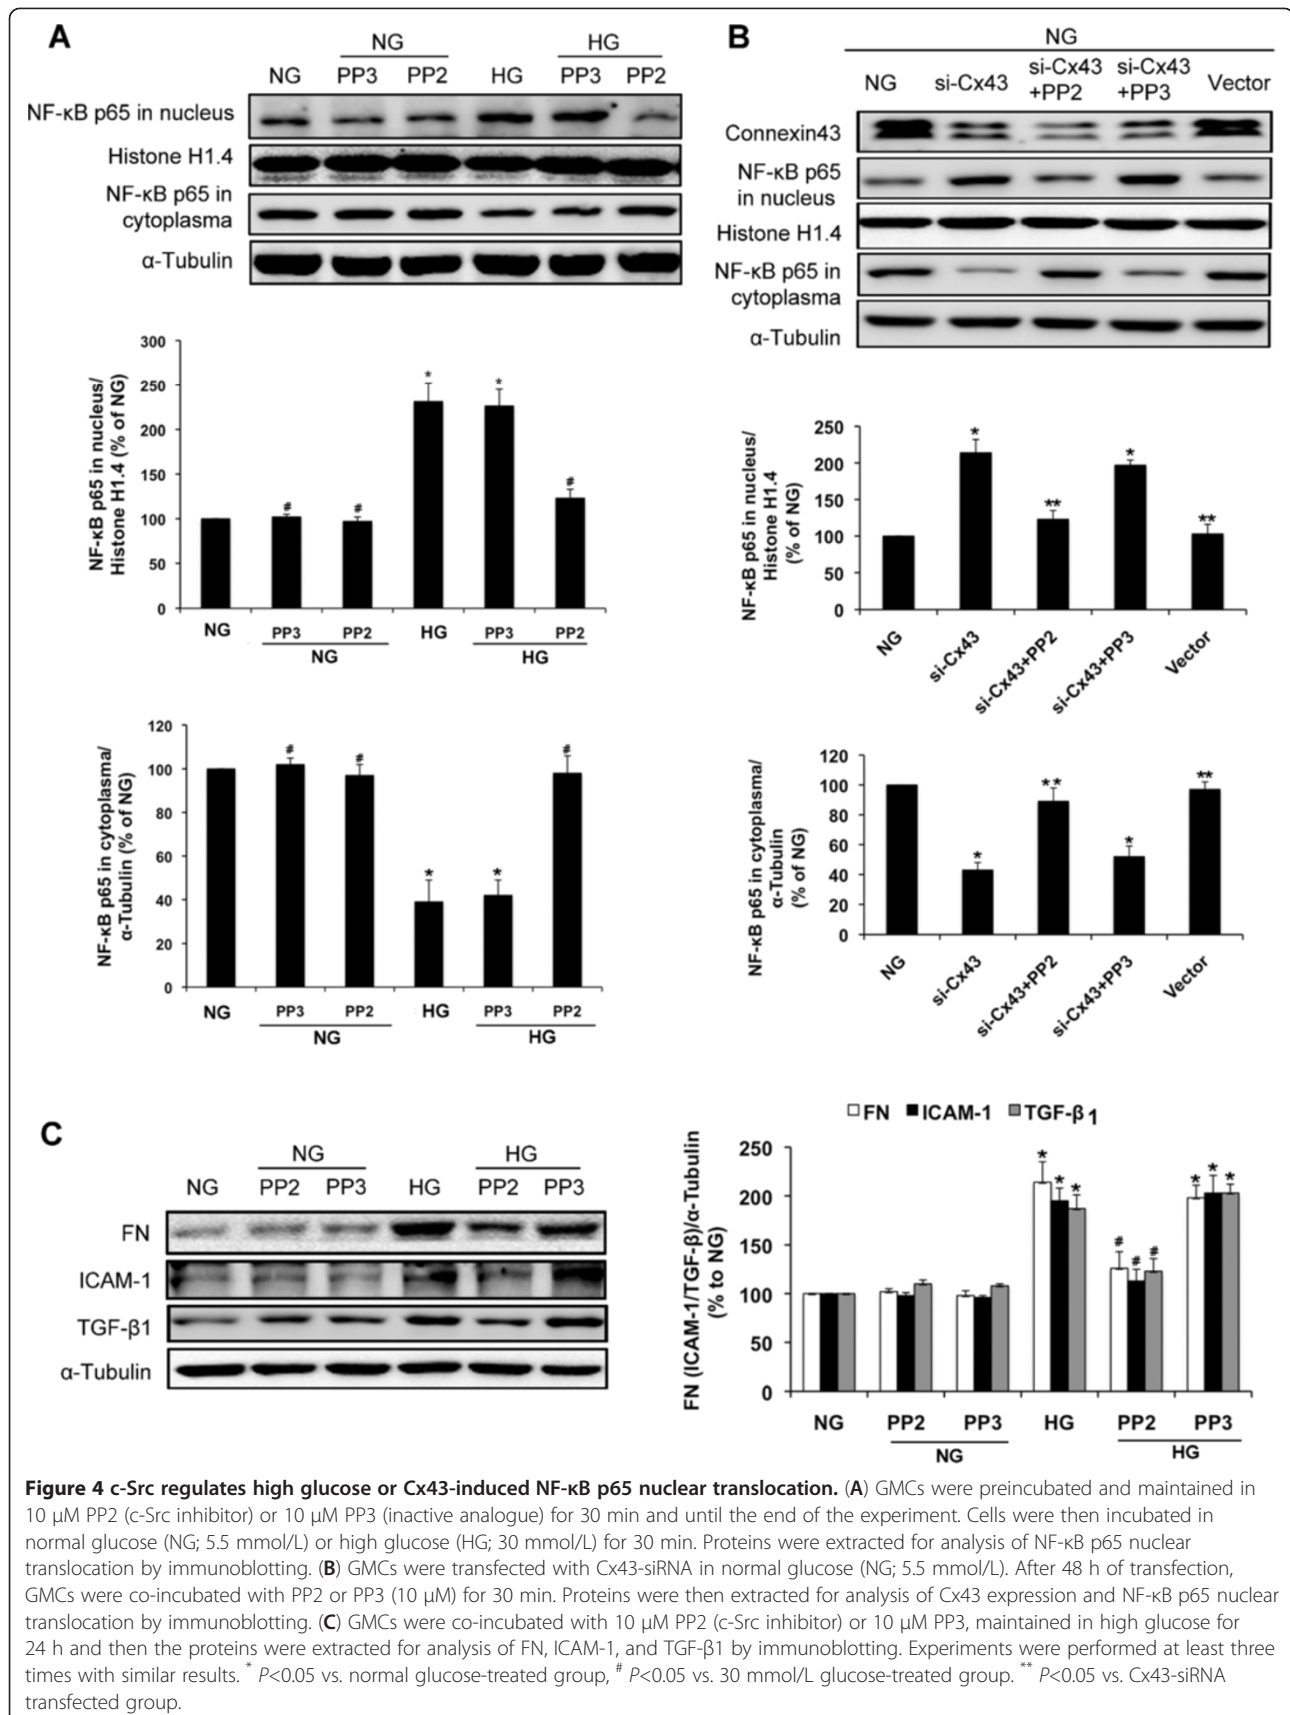 A
NG
HG
NG
PP3
PP2
HG
PP3
PP2
NF-κB p65 in nucleus
Histone H1.4
NF-κB p65 in
cytoplasma
α-Tubulin
NF-κB p65 in nucleus/
Histone H1.4 (% of NG)
300
250
200
150
100
50
0
*
*
#
#
#
NG
PP3
PP2
HG
PP3
PP2
NG
HG
NF-κB p65 in cytoplasma/
α-Tubulin (% of NG)
120
100
80
60
40
20
0
#
#
#
*
*
NG
PP3
PP2
HG
PP3
PP2
NG
HG
B
NG
NG
si-Cx43
si-Cx43
+PP2
si-Cx43
+PP3
Vector
Connexin43
NF-κB p65
in nucleus
Histone H1.4
NF-κB p65 in
cytoplasma
α-Tubulin
NF-κB p65 in nucleus/
Histone H1.4
(% of NG)
250
200
150
100
50
0
*
**
*
**
NG
si-Cx43
si-Cx43+PP2
si-Cx43+PP3
Vector
NF-κB p65 in cytoplasma/
α-Tubulin
(% of NG)
120
100
80
60
40
20
0
*
**
*
**
NG
si-Cx43
si-Cx43+PP2
si-Cx43+PP3
Vector
C
NG
HG
NG
PP2
PP3
HG
PP2
PP3
FN
ICAM-1
TGF-β1
α-Tubulin
FN ICAM-1 TGF-β1
FN (ICAM-1/TGF-β)/α-Tubulin
(% to NG)
250
200
150
100
50
0
* * *
# # #
* * *
NG
PP2
PP3
HG
PP2
PP3
NG
HG
Figure 4 c-Src regulates high glucose or Cx43-induced NF-κB p65 nuclear translocation. (A) GMCs were preincubated and maintained in
10 μM PP2 (c-Src inhibitor) or 10 μM PP3 (inactive analogue) for 30 min and until the end of the experiment. Cells were then incubated in
normal glucose (NG; 5.5 mmol/L) or high glucose (HG; 30 mmol/L) for 30 min. Proteins were extracted for analysis of NF-κB p65 nuclear
translocation by immunoblotting. (B) GMCs were transfected with Cx43-siRNA in normal glucose (NG; 5.5 mmol/L). After 48 h of transfection,
GMCs were co-incubated with PP2 or PP3 (10 μM) for 30 min. Proteins were then extracted for analysis of Cx43 expression and NF-κB p65 nuclear
translocation by immunoblotting. (C) GMCs were co-incubated with 10 μM PP2 (c-Src inhibitor) or 10 μM PP3, maintained in high glucose for
24 h and then the proteins were extracted for analysis of FN, ICAM-1, and TGF-β1 by immunoblotting. Experiments were performed at least three
times with similar results. * P<0.05 vs. normal glucose-treated group, # P<0.05 vs. 30 mmol/L glucose-treated group. ** P<0.05 vs. Cx43-siRNA
transfected group.